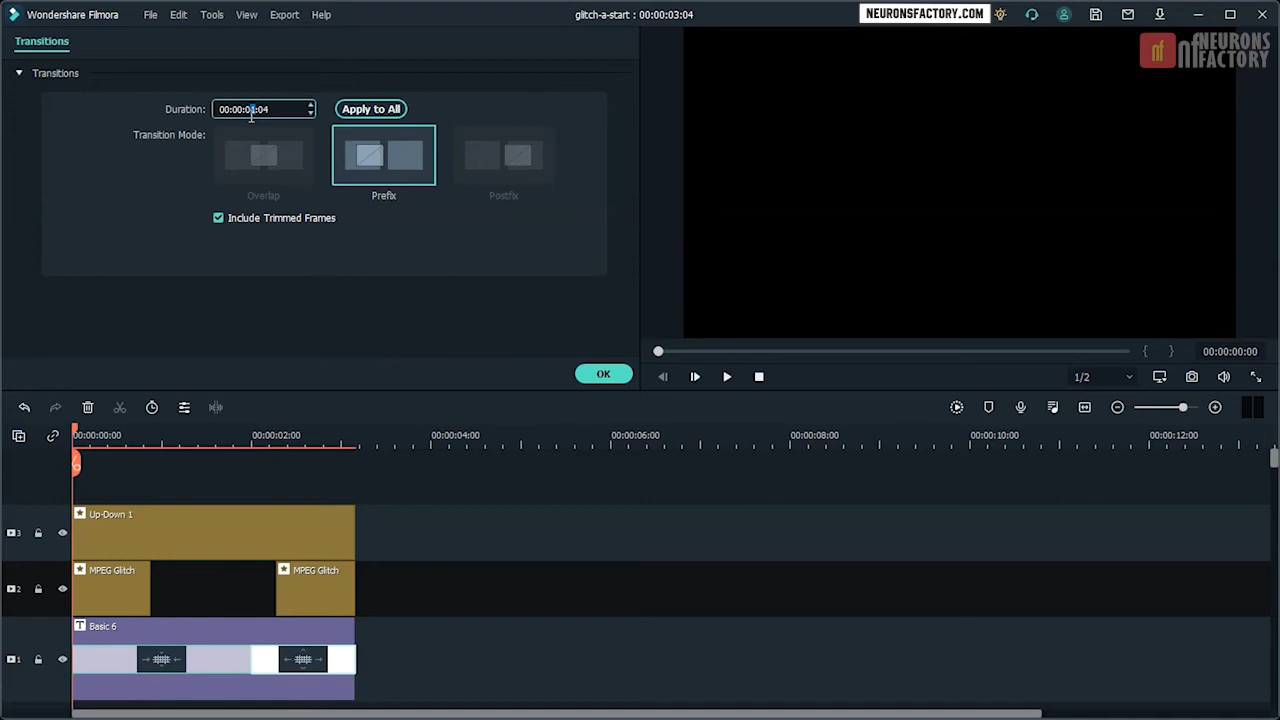 Wondershare Filmora File Edit Tools View Export Help glitch-a-start : 00:00:03:04 NEURONSFACTORY.COM
Transitions
nf NEURONS
FACTORY
Transitions
Duration: Apply to All
Transition Mode:
Overlap Prefix Postfix
Include Trimmed Frames
00:00:00:00
OK 1/2
00:00:00:00 00:00:02:00 00:00:04:00 00:00:06:00 00:00:08:00 00:00:10:00 00:00:12:00
Up-Down 1
3
MPEG Glitch MPEG Glitch
2
T Basic 6
1